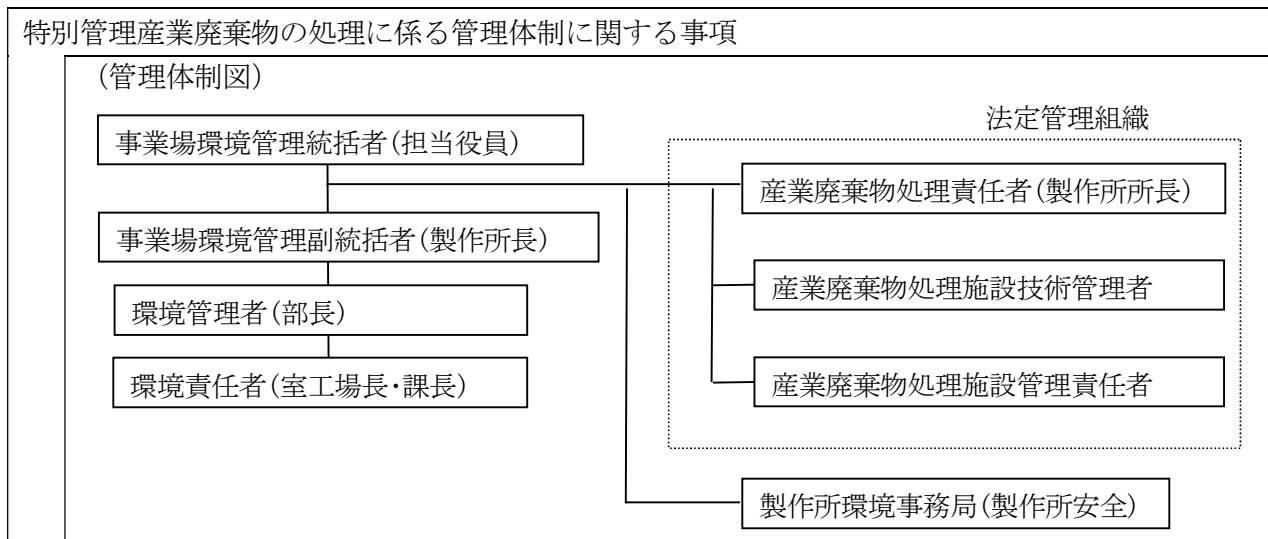 特別管理産業廃棄物の処理に係る管理体制に関する事項
(管理体制図)
法定管理組織
事業場環境管理統括者(担当役員)
産業廃棄物処理責任者(製作所所長)
事業場環境管理副統括者(製作所長)
産業廃棄物処理施設技術管理者
環境管理者(部長)
環境責任者(室工場長・課長)
産業廃棄物処理施設管理責任者
製作所環境事務局(製作所安全)